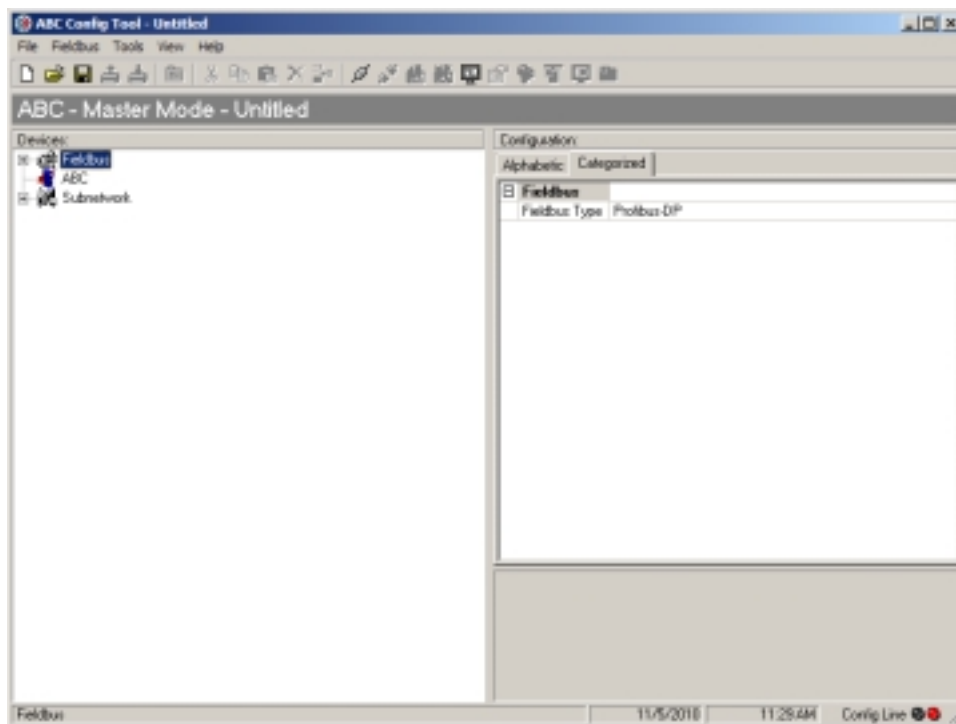 ABC Config Tool - Untitled
File Fieldbus Tools View Help
ABC - Master Mode - Untitled
Devices:
Fieldbus
ABC
Subnetwork
Configuration:
Alphabetic Categorized
Fieldbus
Fieldbus Type Profibus-DP
Fieldbus 11/5/2010 11:29 AM Config Line